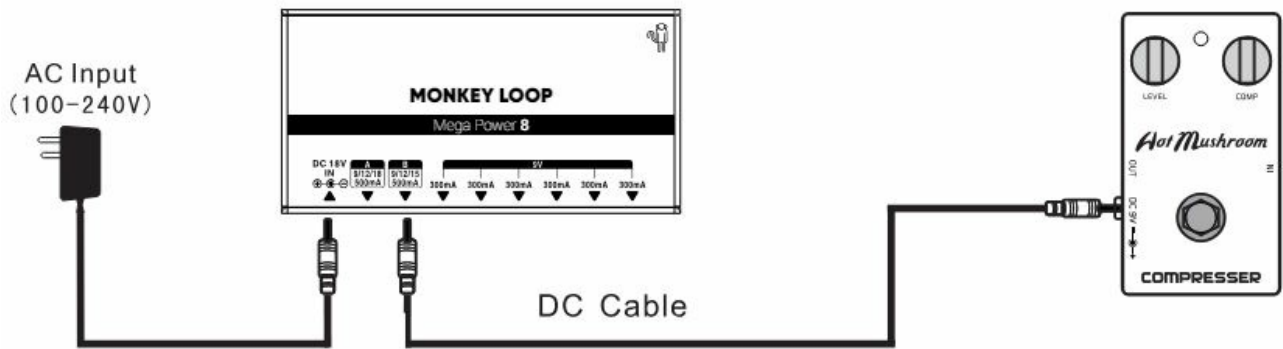 AC Input
(100-240V)
MONKEY LOOP
Mega Power 8
DC 18V
IN
A
9/12/18
500mA
B
9/12/15
500mA
9V
300mA 300mA 300mA 300mA 300mA 300mA
DC Cable
LEVEL
COMP
Hot Mushroom
OUT
IN
DC 9V
COMPRESSER